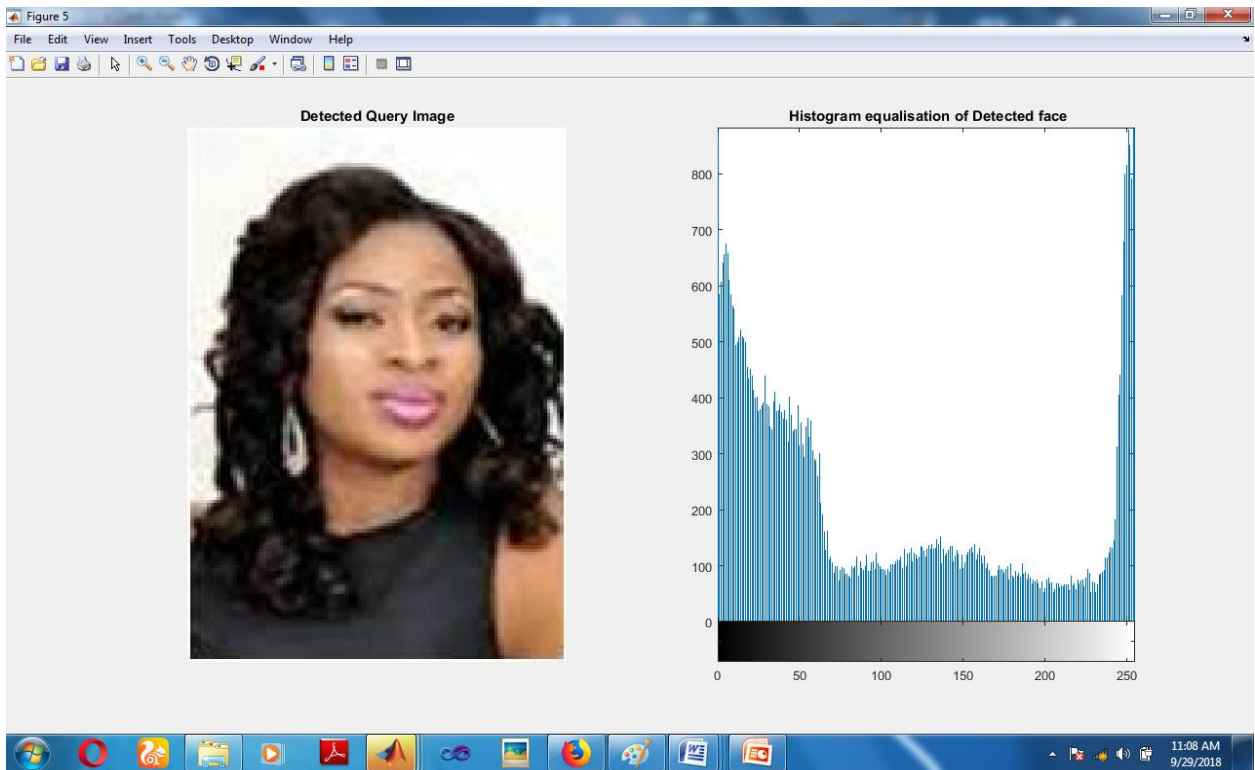 Figure 5
File Edit View Insert Tools Desktop Window Help
Detected Query Image
Histogram equalisation of Detected face
800
700
600
500
400
300
200
100
0
0 50 100 150 200 250
11:08 AM
9/29/2018